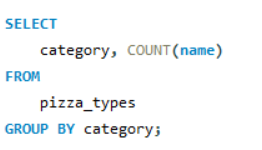 SELECT
    category, COUNT(name)
FROM
    pizza_types
GROUP BY category;